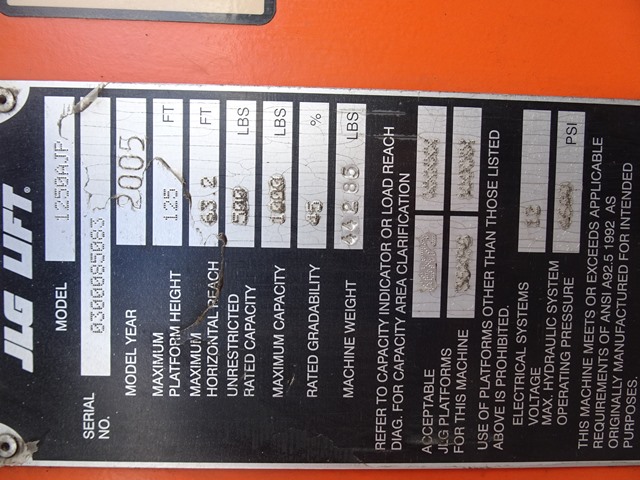 JLG LIFT®
MODEL 1250AJP
SERIAL NO. 0300085083
MODEL YEAR 2005
MAXIMUM
PLATFORM HEIGHT 125 FT
MAXIMUM
HORIZONTAL REACH 63.2 FT
UNRESTRICTED
RATED CAPACITY 500 LBS
MAXIMUM CAPACITY LBS
RATED GRADABILITY 45 %
MACHINE WEIGHT LBS
REFER TO CAPACITY INDICATOR OR LOAD REACH
DIAG. FOR CAPACITY AREA CLARIFICATION
ACCEPTABLE
JLG PLATFORMS
FOR THIS MACHINE
USE OF PLATFORMS OTHER THAN THOSE LISTED
ABOVE IS PROHIBITED.
ELECTRICAL SYSTEMS
VOLTAGE 12
MAX. HYDRAULIC SYSTEM
OPERATING PRESSURE PSI
THIS MACHINE MEETS OR EXCEEDS APPLICABLE
REQUIREMENTS OF ANSI A92.5 1992 AS
ORIGINALLY MANUFACTURED FOR INTENDED
PURPOSES.